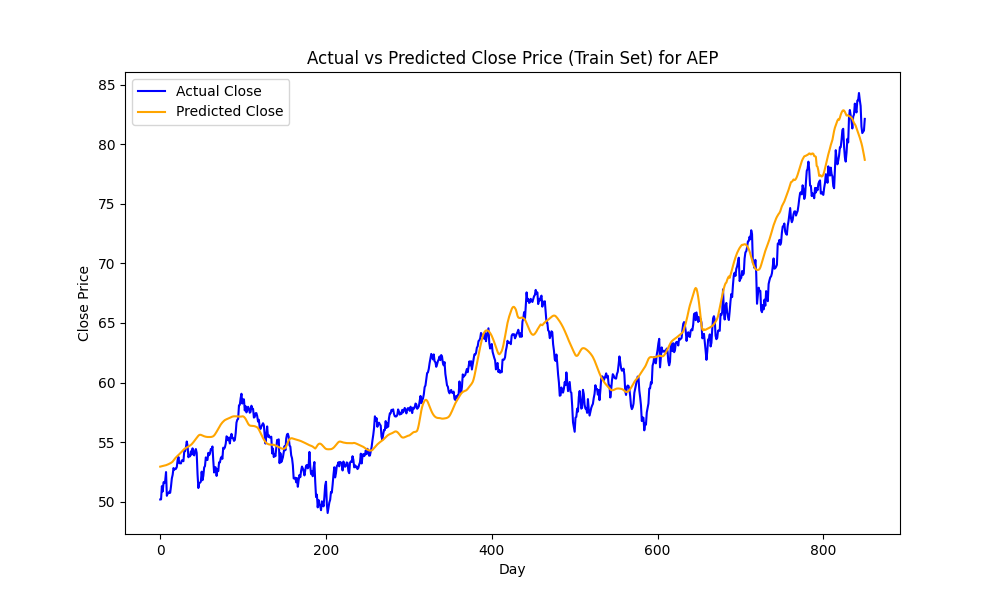 Actual vs Predicted Close Price (Train Set) for AEP
Actual Close
Predicted Close
Close Price
85
80
75
70
65
60
55
50
0 200 400 600 800
Day